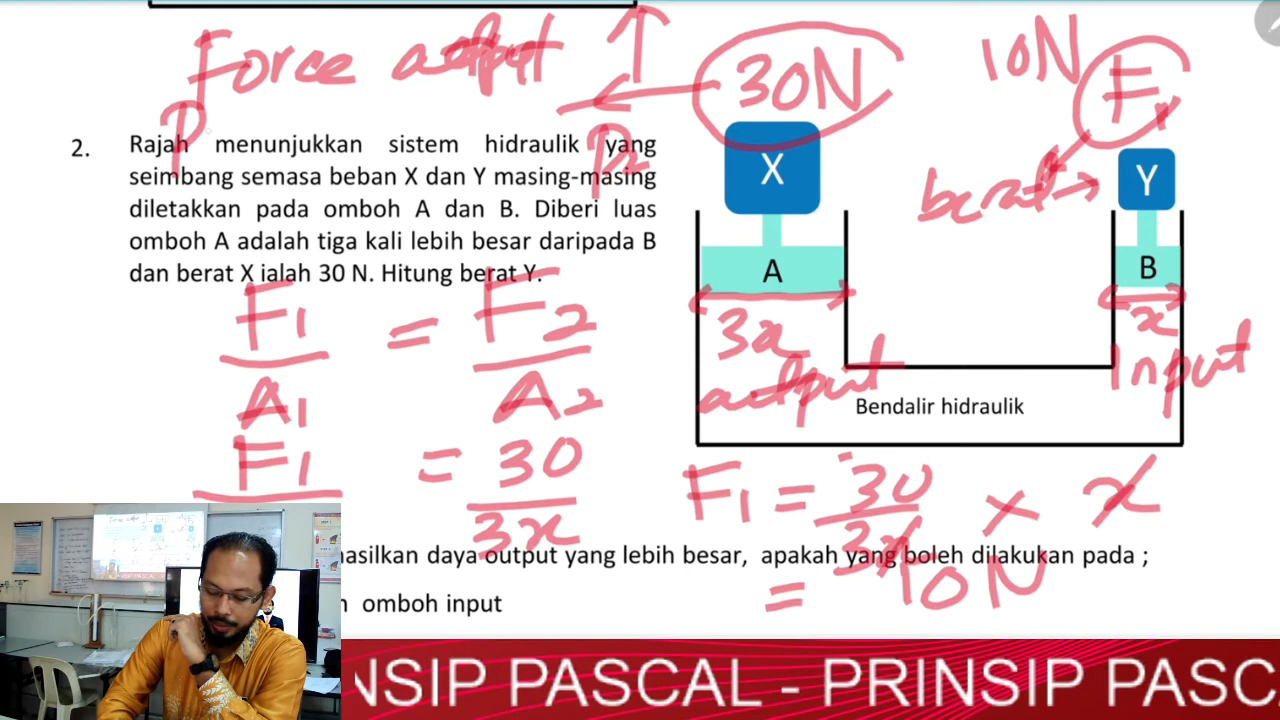 Force output
30N
10N
F1
P2
P
2. Rajah menunjukkan sistem hidraulik yang
seimbang semasa beban X dan Y masing-masing
diletakkan pada omboh A dan B. Diberi luas
omboh A adalah tiga kali lebih besar daripada B
dan berat X ialah 30 N. Hitung berat Y.
X
berat
Y
A
B
3x
output
x
Input
Bendalir hidraulik
F1 = F2
A1 A2
F1 = 30
3x
F1 = 30 × x
3x
= 10N
asilkan daya output yang lebih besar, apakah yang boleh dilakukan pada ;
omboh input
NSIP PASCAL - PRINSIP PASC